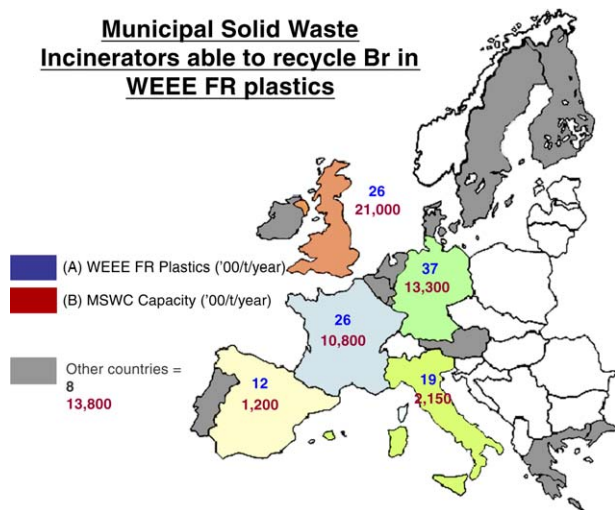 Municipal Solid Waste
Incinerators able to recycle Br in
WEEE FR plastics
26
21,000
(A) WEEE FR Plastics ('00/t/year)
(B) MSWC Capacity ('00/t/year)
37
13,300
26
10,800
Other countries =
8
13,800
12
1,200
19
2,150